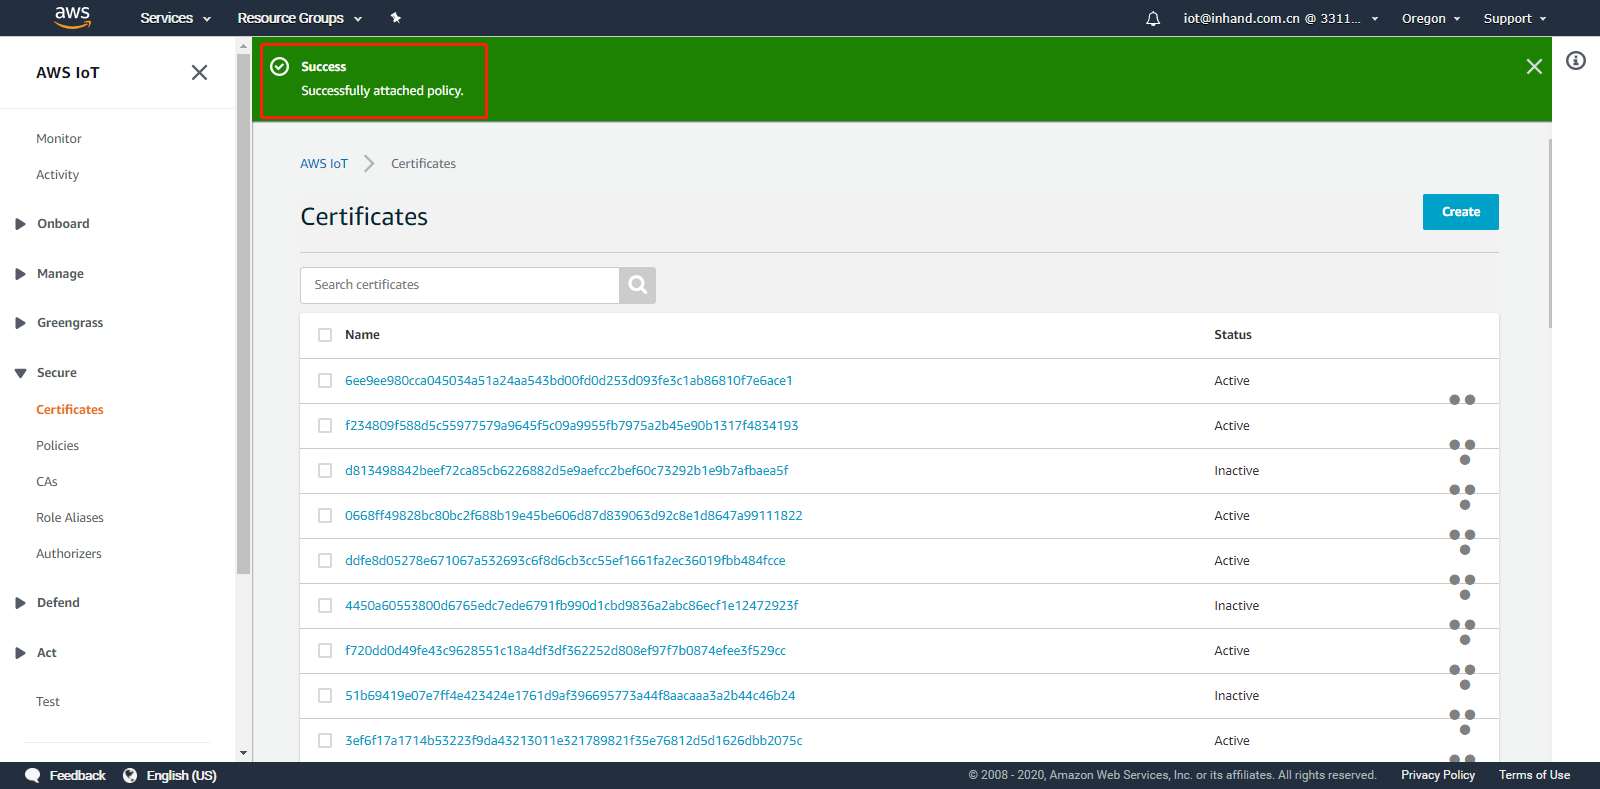 aws
Services
Resource Groups
iot@inhand.com.cn @ 3311...
Oregon
Support
AWS IoT
Monitor
Activity
Onboard
Manage
Greengrass
Secure
Certificates
Policies
CAs
Role Aliases
Authorizers
Defend
Act
Test
Success
Successfully attached policy.
AWS IoT
Certificates
Certificates
Create
Search certificates
Name Status
6ee9ee980cca045034a51a24aa543bd00fd0d253d093fe3c1ab86810f7e6ace1 Active
f234809f588d5c55977579a9645f5c09a9955fb7975a2b45e90b1317f4834193 Active
d813498842beef72ca85cb6226882d5e9aefcc2bef60c73292b1e9b7afbaea5f Inactive
0668ff49828bc80bc2f688b19e45be606d87d839063d92c8e1d8647a99111822 Active
ddfe8d05278e671067a532693c6f8d6cb3cc55ef1661fa2ec36019fbb484fcce Active
4450a60553800d6765edc7ede6791fb990d1cbd9836a2abc86ecf1e12472923f Inactive
f720dd0d49fe43c9628551c18a4df3df362252d808ef97f7b0874efee3f529cc Active
51b69419e07e7ff4e423424e1761d9af396695773a44f8aacaaa3a2b44c46b24 Inactive
3ef6f17a1714b53223f9da43213011e321789821f35e76812d5d1626dbb2075c Active
Feedback
English (US)
© 2008 - 2020, Amazon Web Services, Inc. or its affiliates. All rights reserved.
Privacy Policy
Terms of Use